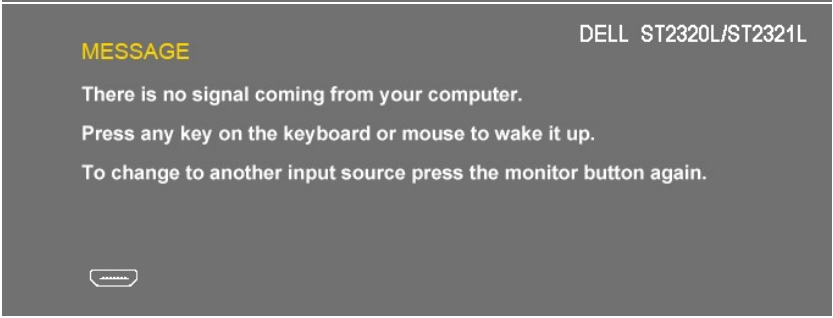 DELL ST2320L/ST2321L
MESSAGE
There is no signal coming from your computer.
Press any key on the keyboard or mouse to wake it up.
To change to another input source press the monitor button again.